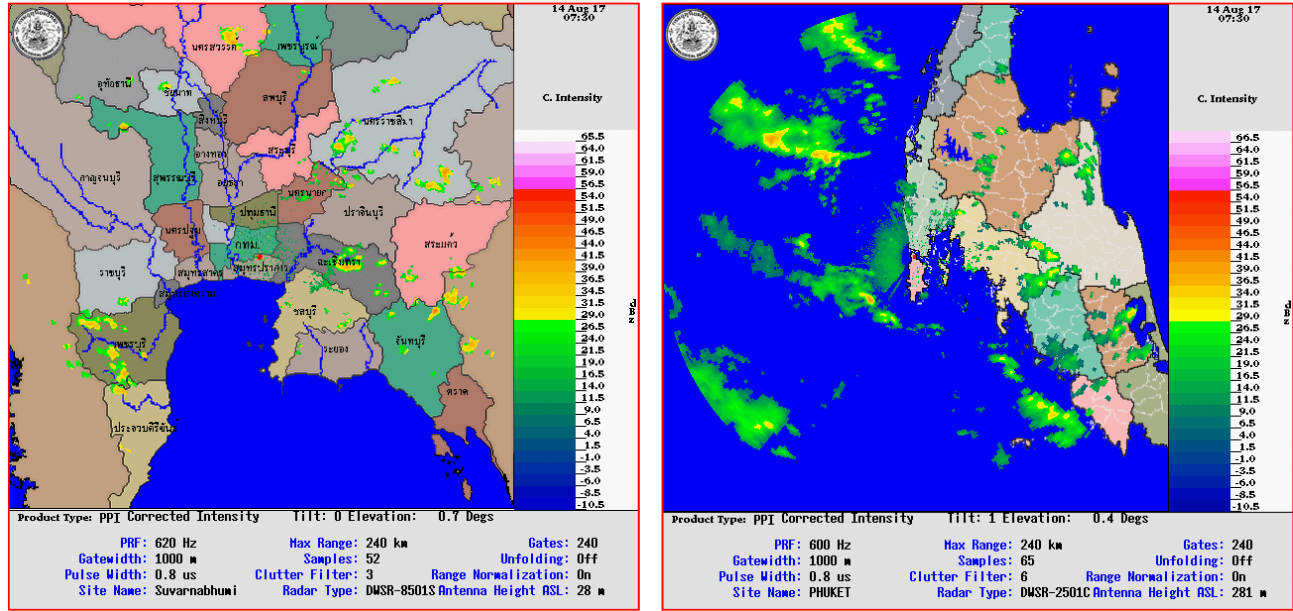 14 Aug 17
07:30
C. Intensity
65.5
64.0
61.5
59.0
56.5
54.0
51.5
49.0
46.5
44.0
41.5
39.0
36.5
34.0
31.5
29.0
26.5
24.0
21.5
19.0
16.5
14.0
11.5
9.0
6.5
4.0
1.5
-1.0
-3.5
-6.0
-8.5
-10.5
นครสวรรค์
เพชรบูรณ์
อุทัยธานี
ชัยนาท
ลพบุรี
สิงห์บุรี
นครราชสีมา
อ่างทอง
สระบุรี
กาญจนบุรี
สุพรรณบุรี
อยุธยา
นครนายก
ปราจีนบุรี
ปทุมธานี
นครปฐม
กทม.
สระแก้ว
ฉะเชิงเทรา
ราชบุรี
สมุทรสาคร
สมุทรปราการ
ชลบุรี
เพชรบุรี
ระยอง
จันทบุรี
ตราด
ประจวบคีรีขันธ์
Product Type: PPI Corrected Intensity Tilt: 0 Elevation: 0.7 Degs
PRF: 620 Hz Max Range: 240 km Gates: 240
Gatewidth: 1000 m Samples: 52 Unfolding: Off
Pulse Width: 0.8 us Clutter Filter: 3 Range Normalization: On
Site Name: Suvarnabhumi Radar Type: DWSR-8501S Antenna Height ASL: 28 m
14 Aug 17
07:30
C. Intensity
66.5
64.0
61.5
59.0
56.5
54.0
51.5
49.0
46.5
44.0
41.5
39.0
36.5
34.0
31.5
29.0
26.5
24.0
21.5
19.0
16.5
14.0
11.5
9.0
6.5
4.0
1.5
-1.0
-3.5
-6.0
-8.5
-10.5
Product Type: PPI Corrected Intensity Tilt: 1 Elevation: 0.4 Degs
PRF: 600 Hz Max Range: 240 km Gates: 240
Gatewidth: 1000 m Samples: 65 Unfolding: Off
Pulse Width: 0.8 us Clutter Filter: 6 Range Normalization: On
Site Name: PHUKET Radar Type: DWSR-2501C Antenna Height ASL: 281 m